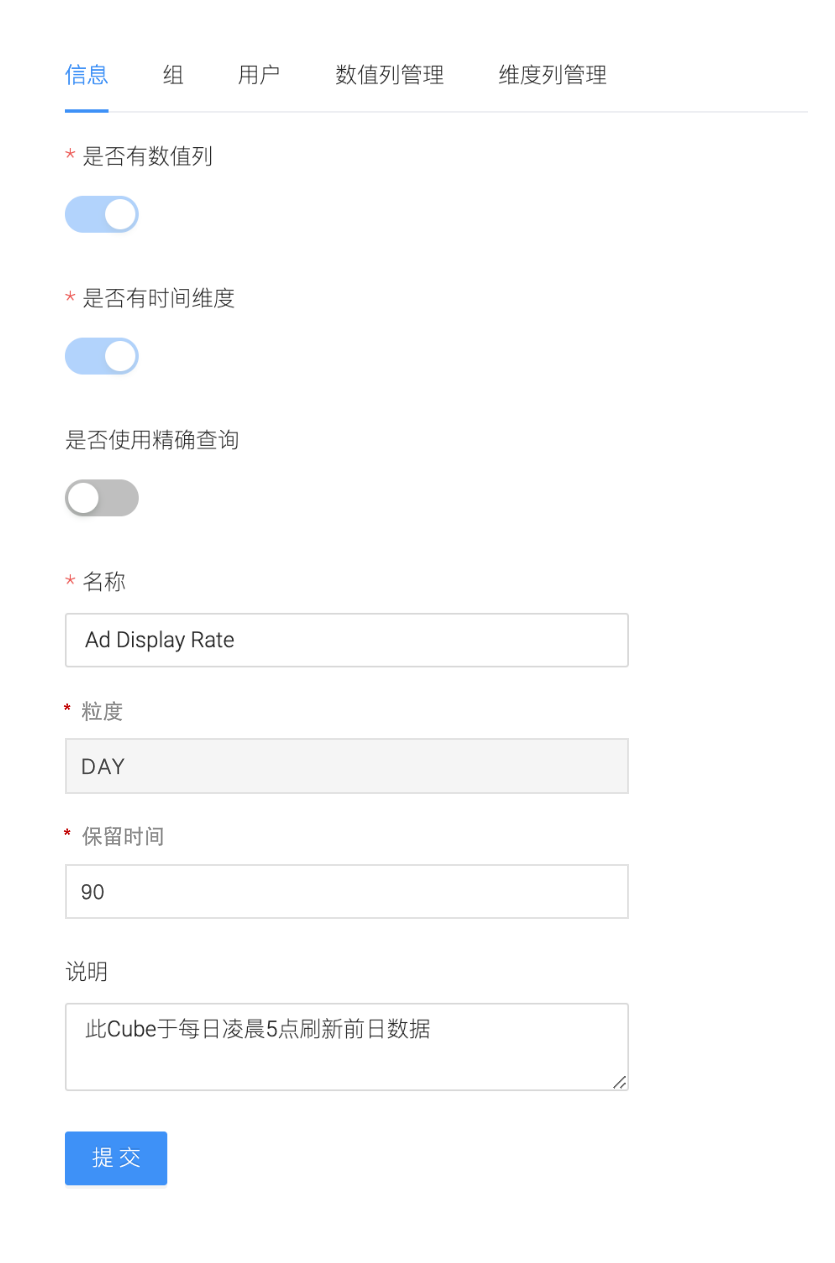 信息 组 用户 数值列管理 维度列管理
* 是否有数值列
* 是否有时间维度
是否使用精确查询
* 名称
Ad Display Rate
* 粒度
DAY
* 保留时间
90
说明
此Cube于每日凌晨5点刷新前日数据
提 交